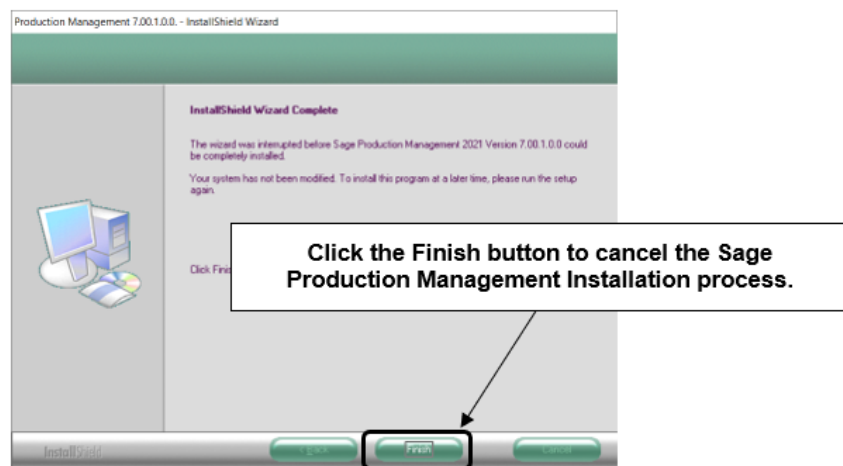 Production Management 7.00.1.0.0. - InstallShield Wizard
InstallShield Wizard Complete
The wizard was interrupted before Sage Production Management 2021 Version 7.00.1.0.0 could
be completely installed.
Your system has not been modified. To install this program at a later time, please run the setup
again.
Click the Finish button to cancel the Sage
Click Finis
Production Management Installation process.
InstallShield
< Back
Finish
Cancel